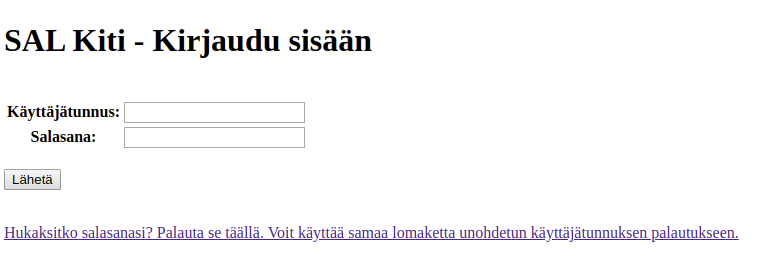 SAL Kiti - Kirjaudu sisään
Käyttäjätunnus:
Salasana:
Lähetä
Hukaksitko salasanasi? Palauta se täällä. Voit käyttää samaa lomaketta unohdetun käyttäjätunnuksen palautukseen.